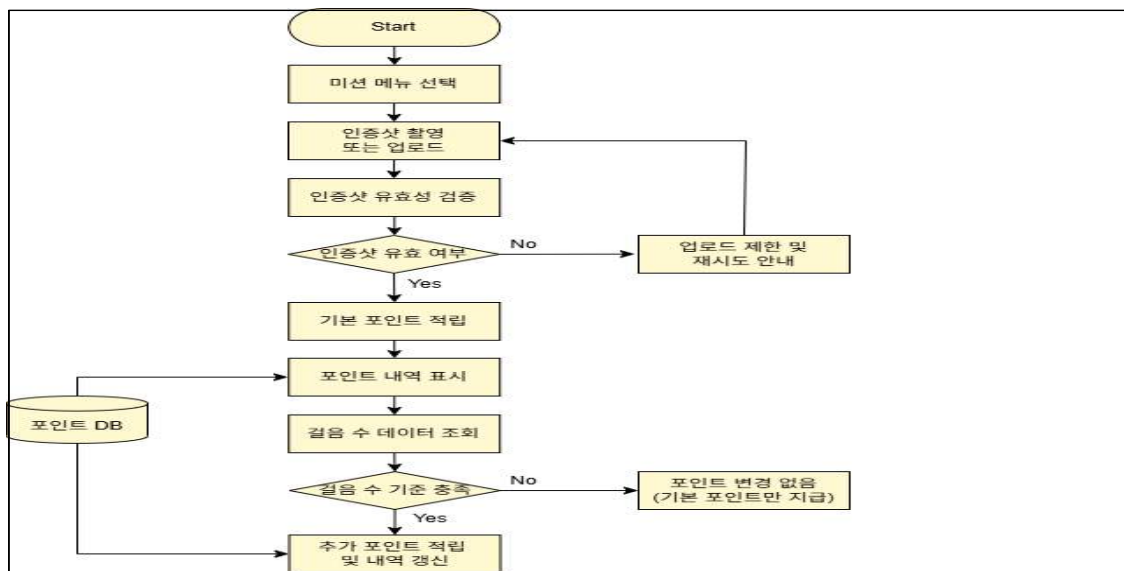 Start
미션 메뉴 선택
인증샷 촬영
또는 업로드
인증샷 유효성 검증
인증샷 유효 여부
No
업로드 제한 및
재시도 안내
Yes
기본 포인트 적립
포인트 내역 표시
포인트 DB
걸음 수 데이터 조회
걸음 수 기준 충족
No
포인트 변경 없음
(기본 포인트만 지급)
Yes
추가 포인트 적립
및 내역 갱신